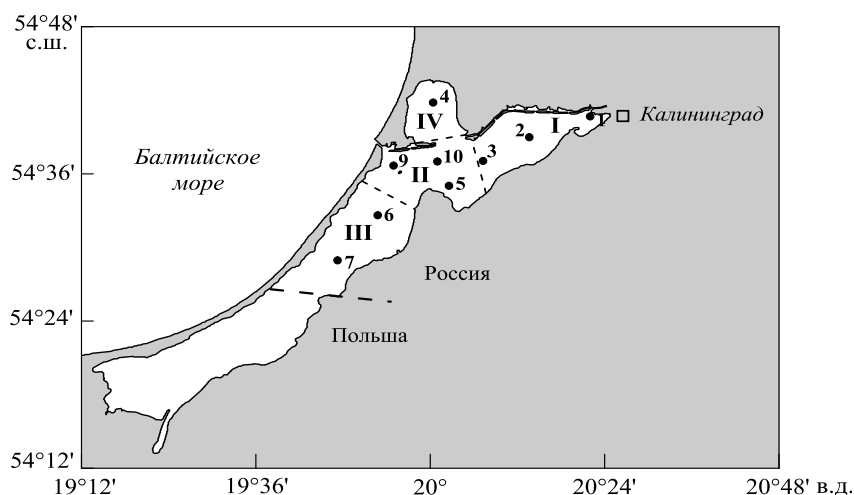 54°48'
с.ш.
4
IV
I
1
Калининград
2
3
Балтийское
море
54°36'
9
10
II
5
6
III
7
Россия
54°24'
Польша
54°12'
19°12'
19°36'
20°
20°24'
20°48' в.д.